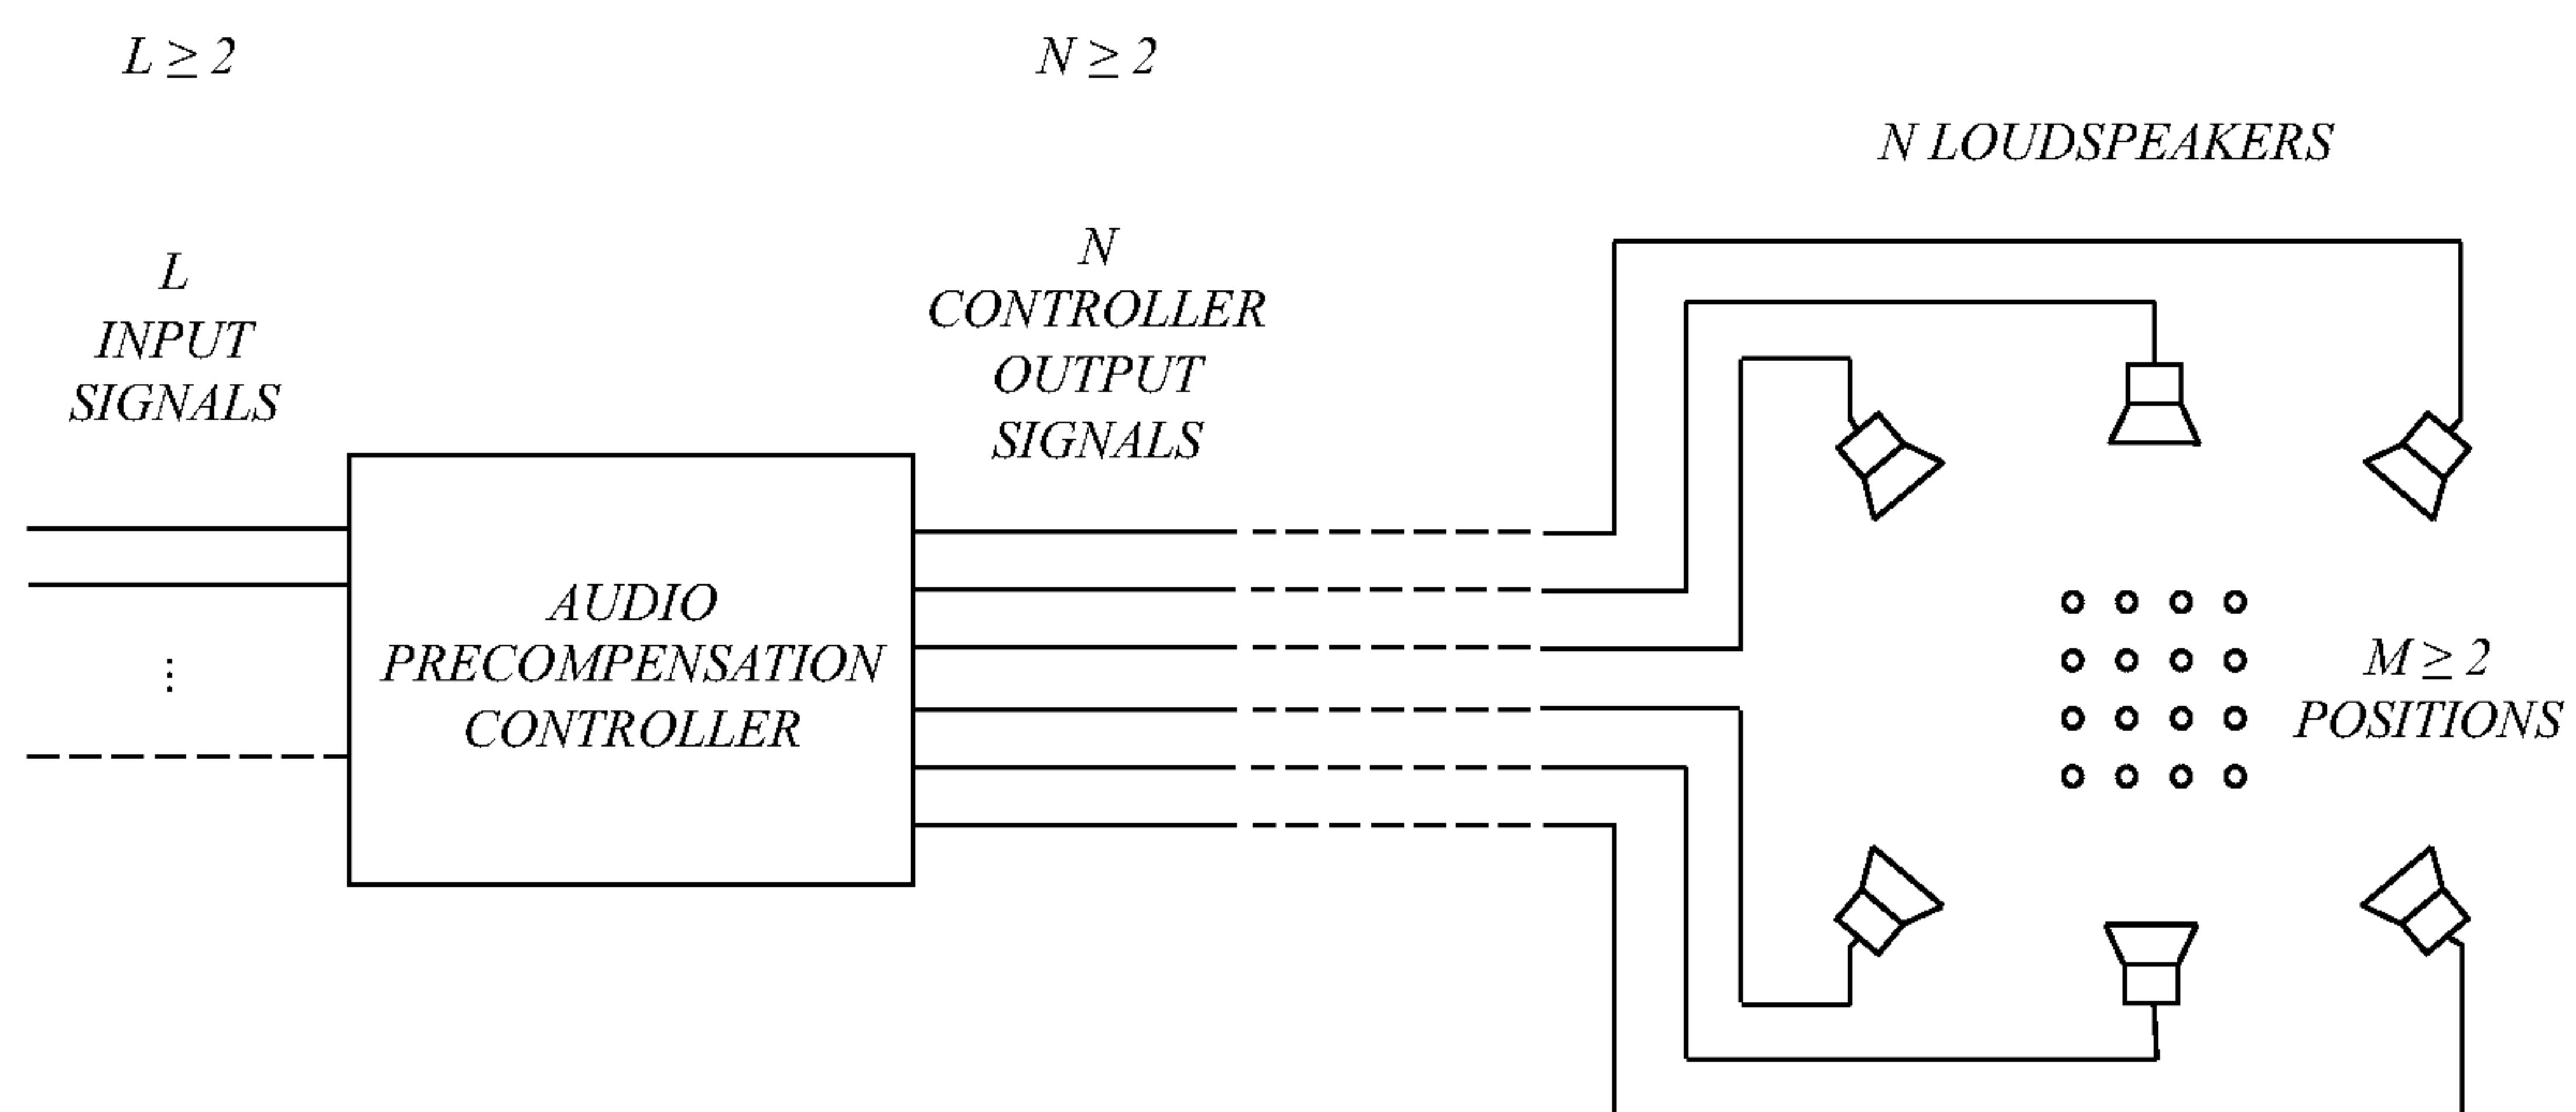 L ≥ 2
N ≥ 2
N LOUDSPEAKERS
L
INPUT
SIGNALS
N
CONTROLLER
OUTPUT
SIGNALS
AUDIO
PRECOMPENSATION
CONTROLLER
⋮
M ≥ 2
POSITIONS